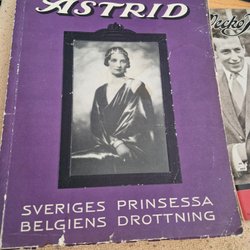 ASTRID
SVERIGES PRINSESSA
BELGIENS DROTTNING